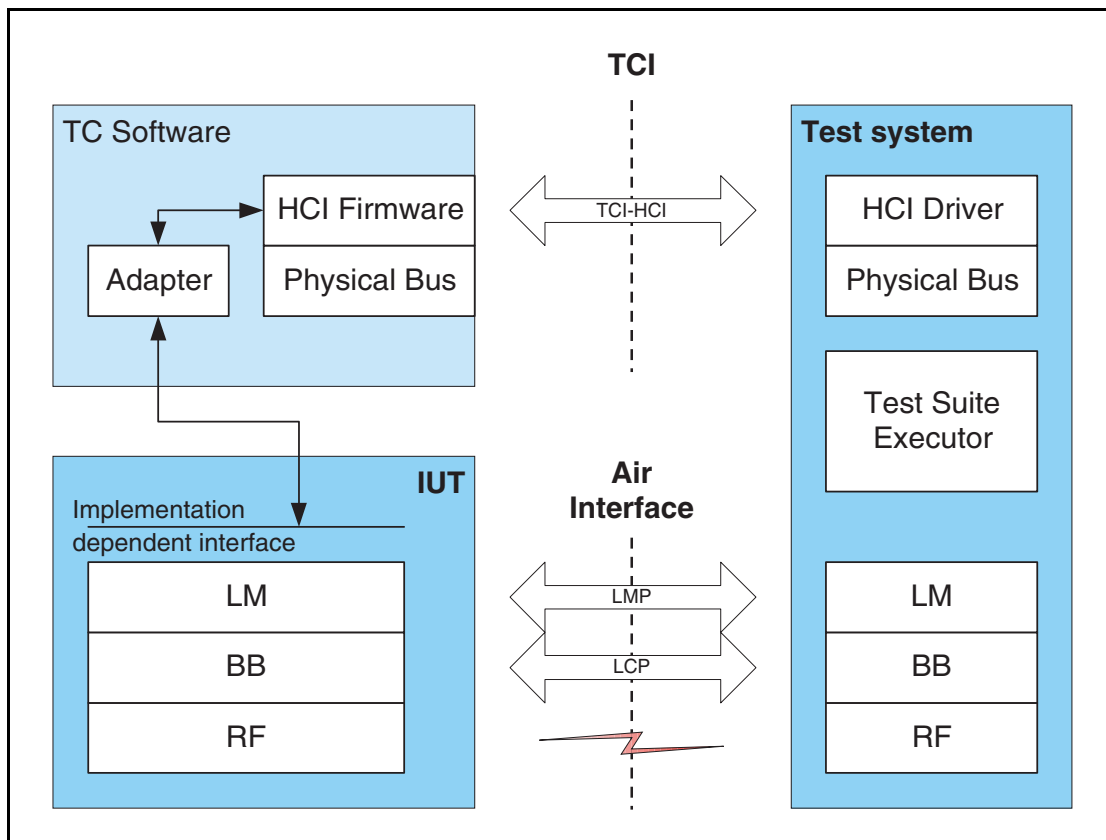 TCI
TC Software
HCI Firmware
Adapter
Physical Bus
TCI-HCI
Test system
HCI Driver
Physical Bus
Test Suite
Executor
IUT
Implementation
dependent interface
LM
BB
RF
Air
Interface
LMP
LCP
LM
BB
RF